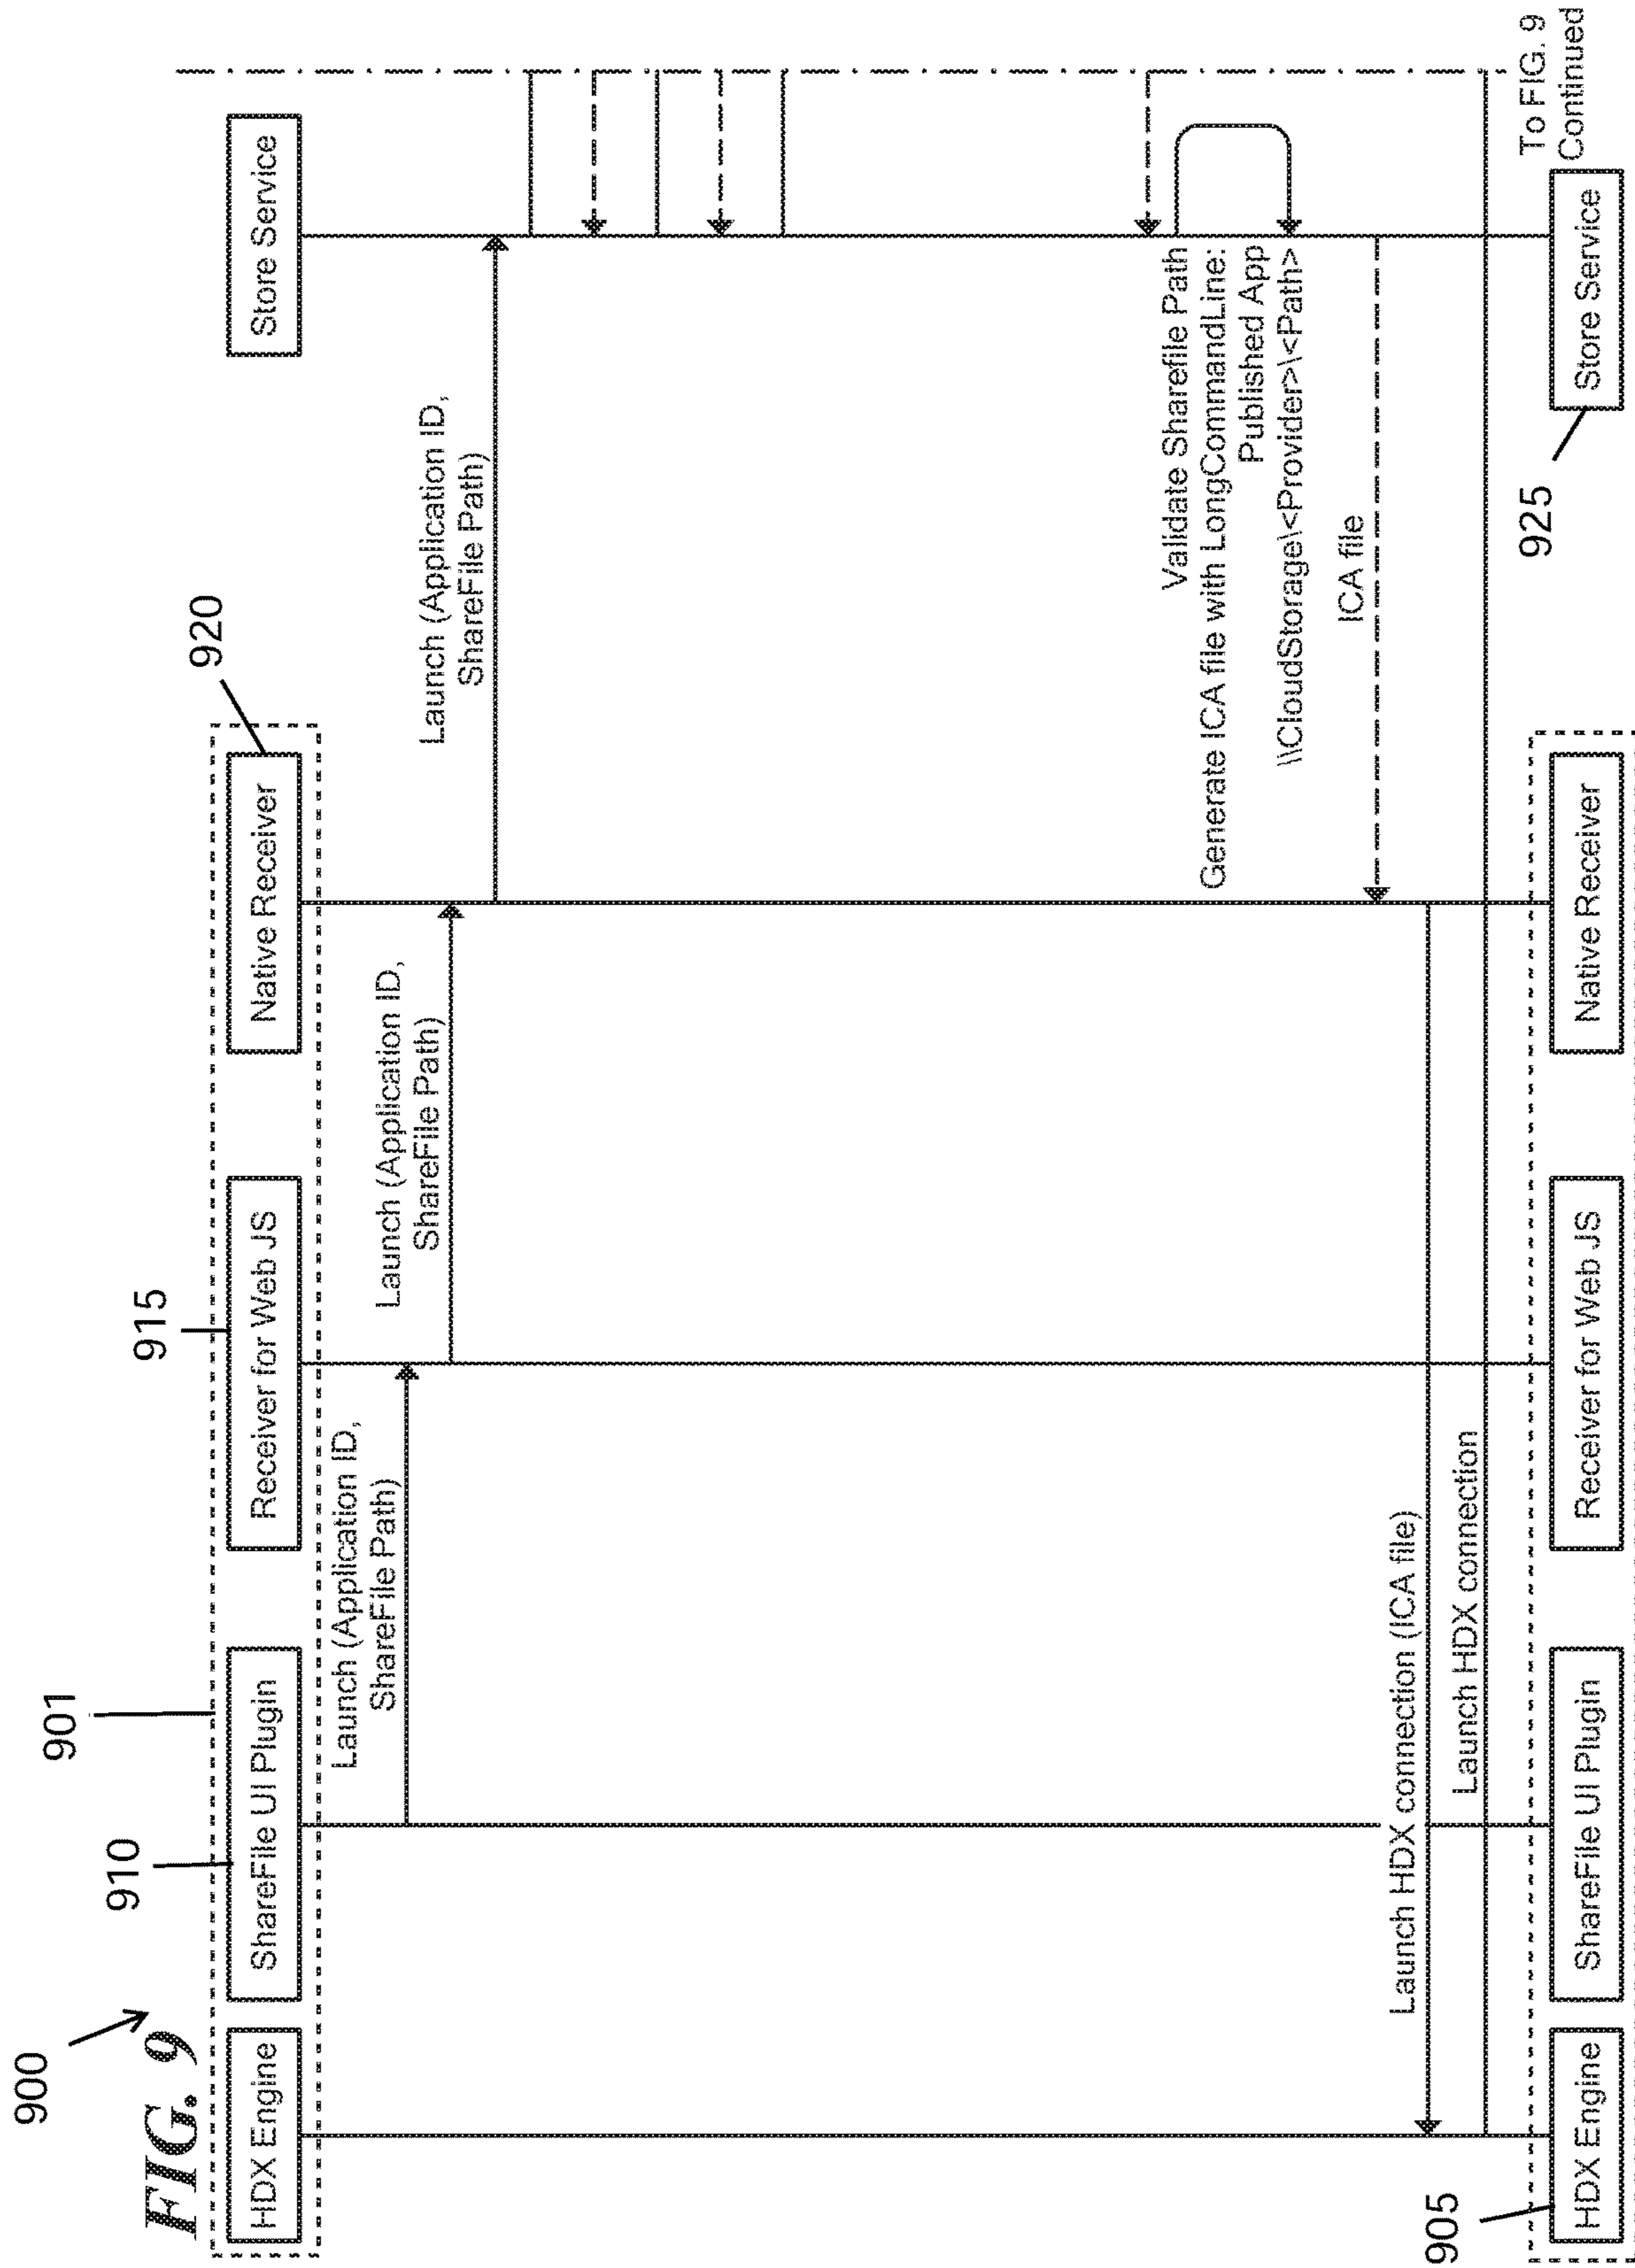 900
FIG. 9
901
910
915
920
HDX Engine
ShareFile UI Plugin
Receiver for Web JS
Native Receiver
Store Service
Launch (Application ID,
ShareFile Path)
Launch (Application ID,
ShareFile Path)
Launch (Application ID,
ShareFile Path)
Validate Sharefile Path
Generate ICA file with LongCommandLine:
Published App
\\CloudStorage\<Provider>\<Path>
ICA file
Launch HDX connection (ICA file)
Launch HDX connection
To FIG. 9
Continued
905
925
HDX Engine
ShareFile UI Plugin
Receiver for Web JS
Native Receiver
Store Service